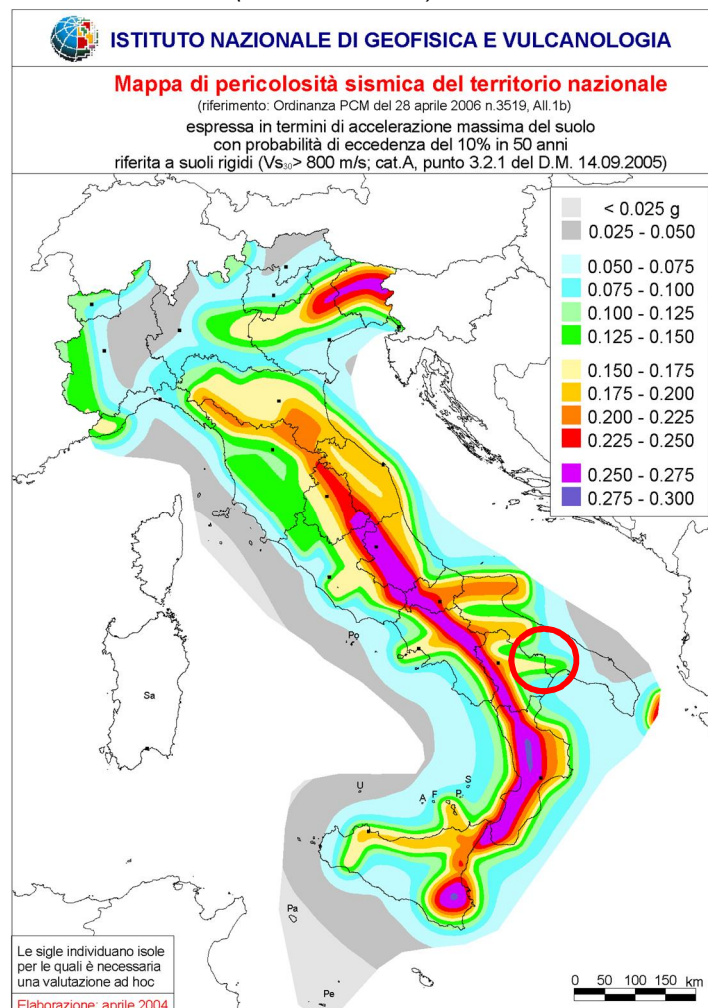 ISTITUTO NAZIONALE DI GEOFISICA E VULCANOLOGIA
Mappa di pericolosità sismica del territorio nazionale
(riferimento: Ordinanza PCM del 28 aprile 2006 n.3519, All.1b)
espressa in termini di accelerazione massima del suolo
con probabilità di eccedenza del 10% in 50 anni
riferita a suoli rigidi (Vs30> 800 m/s; cat.A, punto 3.2.1 del D.M. 14.09.2005)
< 0.025 g
0.025 - 0.050
0.050 - 0.075
0.075 - 0.100
0.100 - 0.125
0.125 - 0.150
0.150 - 0.175
0.175 - 0.200
0.200 - 0.225
0.225 - 0.250
0.250 - 0.275
0.275 - 0.300
Po
Sa
U
A F P S
Pa
Pe
Le sigle individuano isole
per le quali è necessaria
una valutazione ad hoc
Elaborazione: aprile 2004
0 50 100 150 km